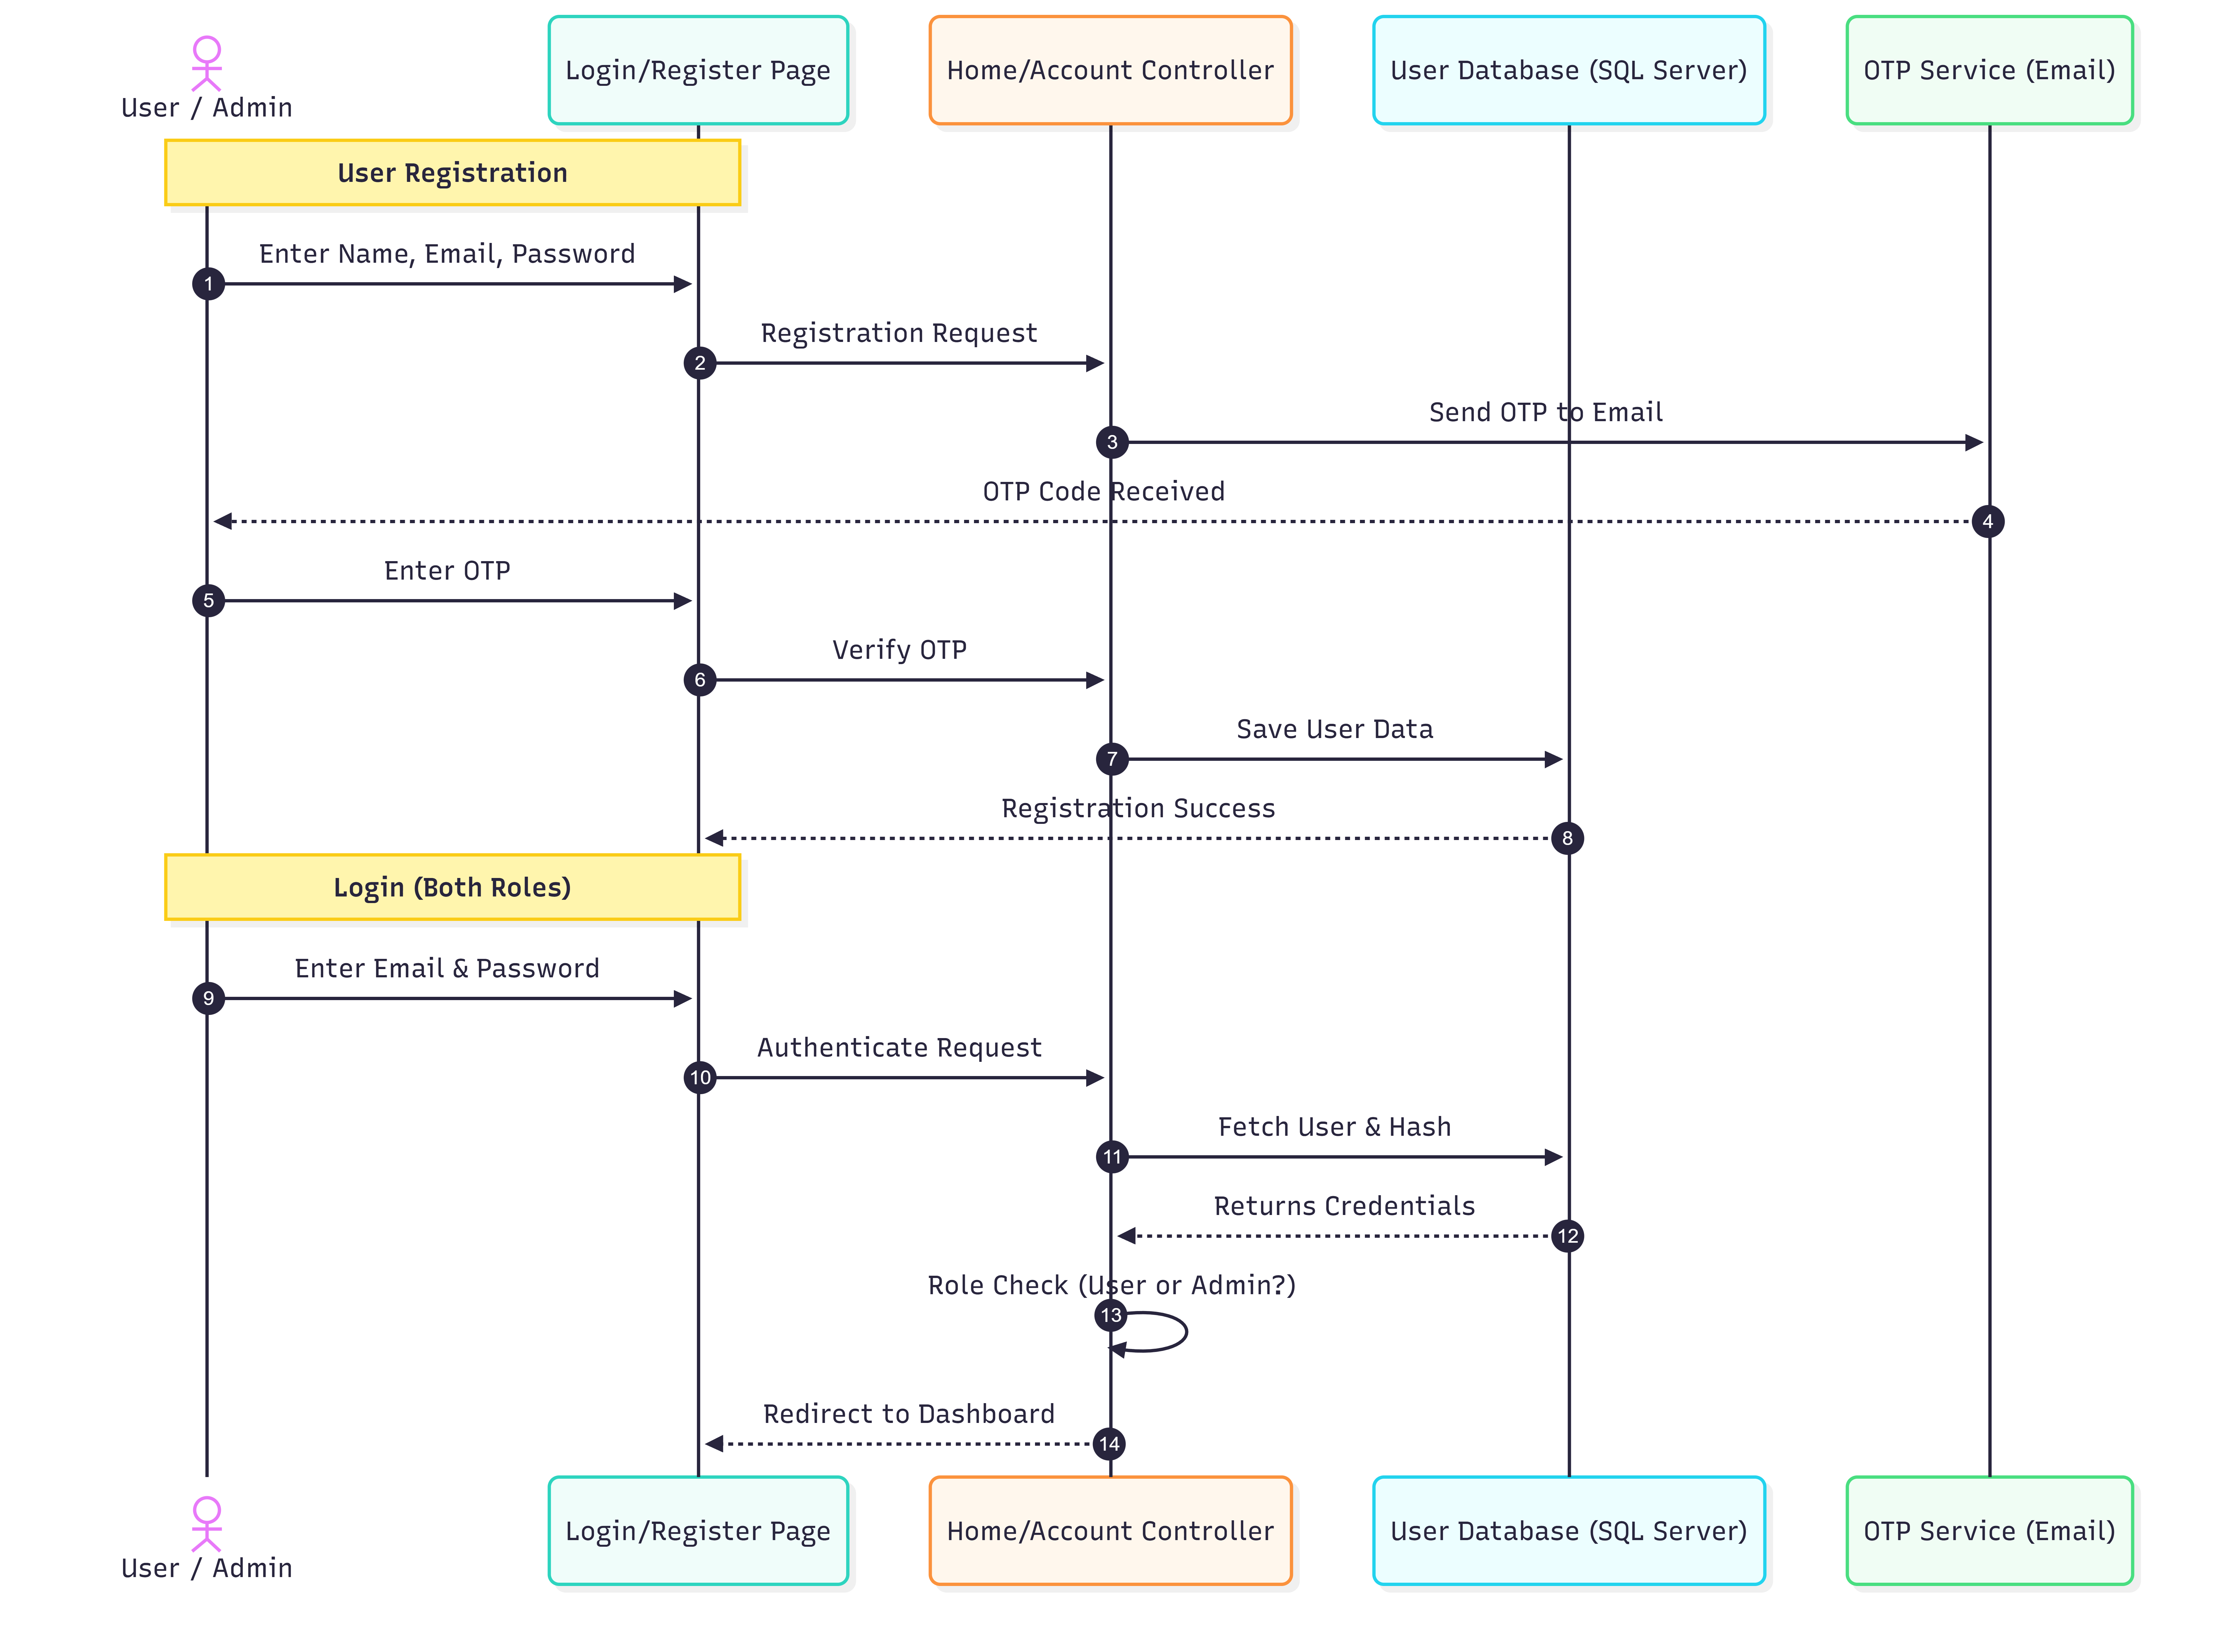 User / Admin
Login/Register Page
Home/Account Controller
User Database (SQL Server)
OTP Service (Email)
User Registration
Enter Name, Email, Password
1
Registration Request
2
Send OTP to Email
3
OTP Code Received
4
Enter OTP
5
Verify OTP
6
Save User Data
7
Registration Success
8
Login (Both Roles)
Enter Email & Password
9
Authenticate Request
10
Fetch User & Hash
11
Returns Credentials
12
Role Check (User or Admin?)
13
Redirect to Dashboard
14
User / Admin
Login/Register Page
Home/Account Controller
User Database (SQL Server)
OTP Service (Email)